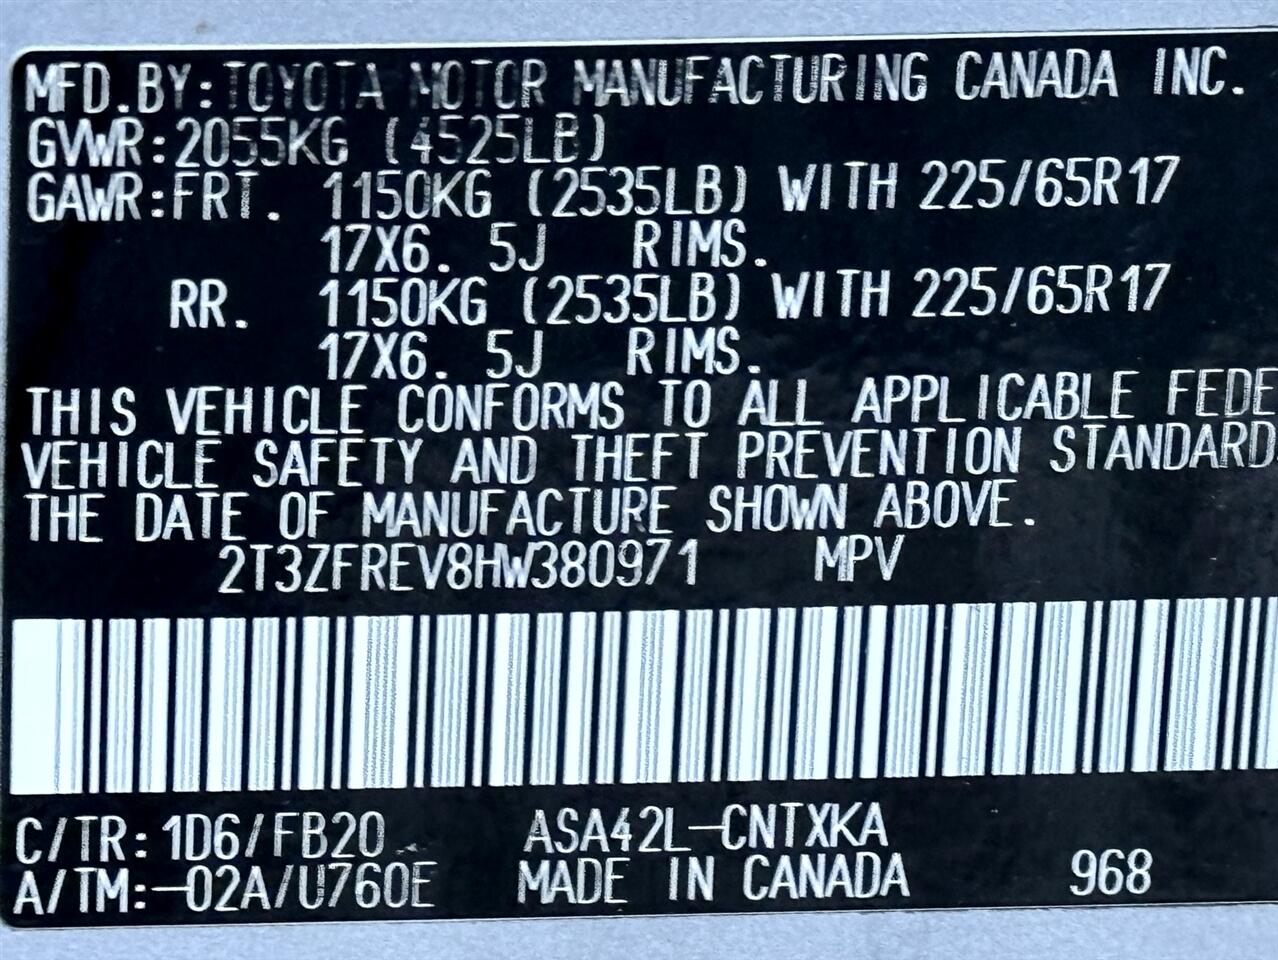 MFD.BY:TOYOTA MOTOR MANUFACTURING CANADA INC.
GVWR:2055KG (4525LB)
GAWR:FRT. 1150KG (2535LB) WITH 225/65R17
17X6. 5J RIMS.
RR. 1150KG (2535LB) WITH 225/65R17
17X6. 5J RIMS.
THIS VEHICLE CONFORMS TO ALL APPLICABLE FEDE
VEHICLE SAFETY AND THEFT PREVENTION STANDARD
THE DATE OF MANUFACTURE SHOWN ABOVE.
2T3ZFREV8HW380971 MPV
C/TR:1D6/FB20 ASA42L-CNTXKA
A/TM:-02A/U760E MADE IN CANADA 968